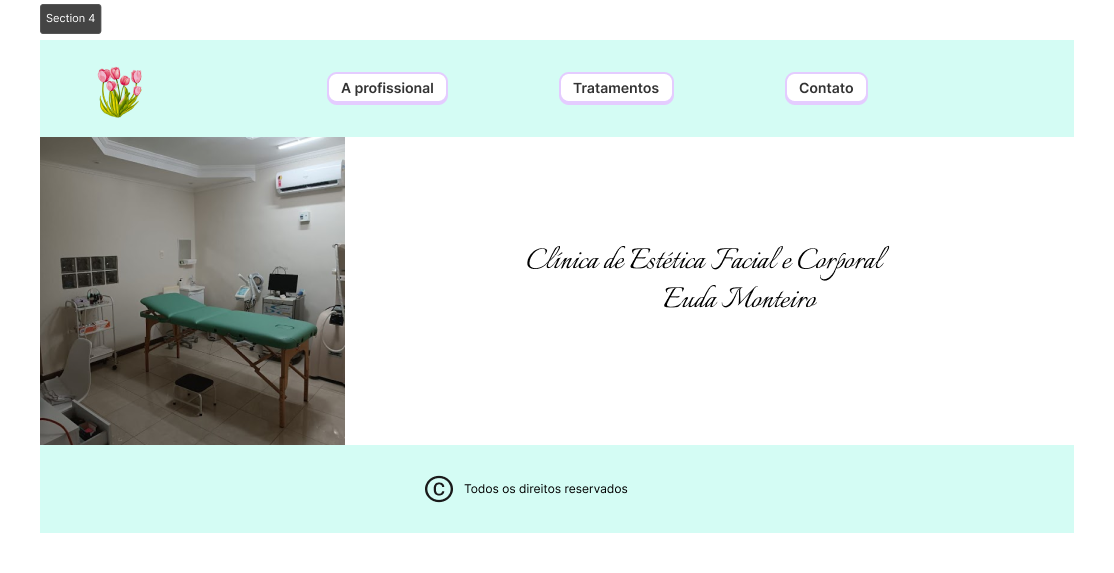 Section 4
A profissional
Tratamentos
Contato
Clínica de Estética Facial e Corporal
Euda Monteiro
C Todos os direitos reservados